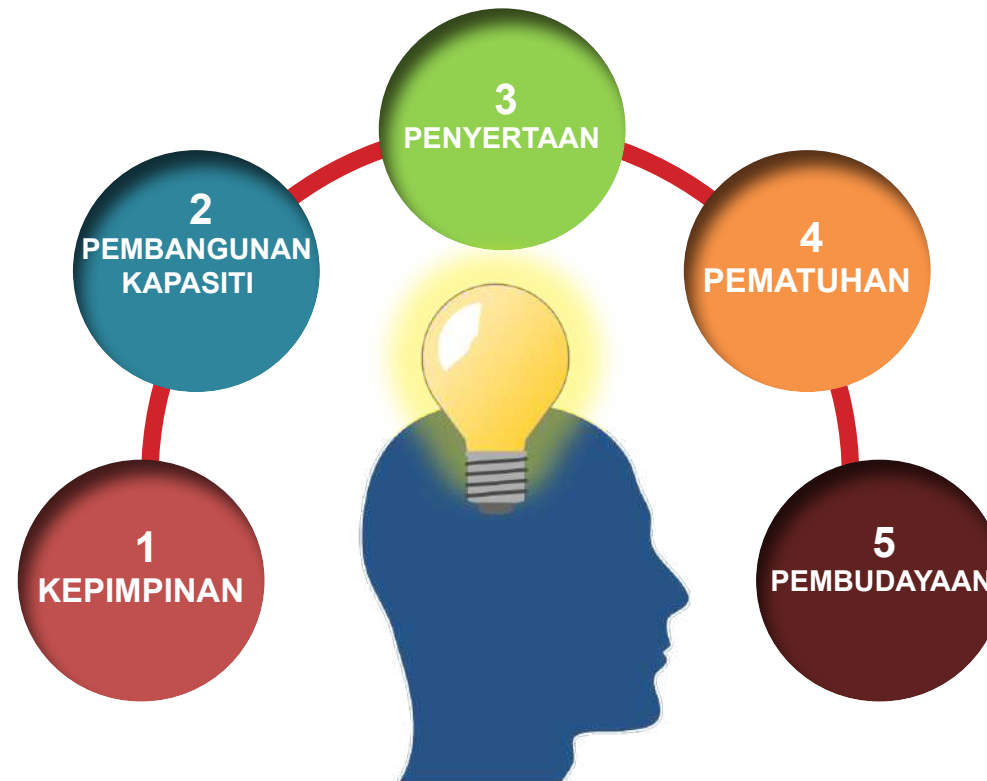 1
KEPIMPINAN
2
PEMBANGUNAN
KAPASITI
3
PENYERTAAN
4
PEMATUHAN
5
PEMBUDAYAAN